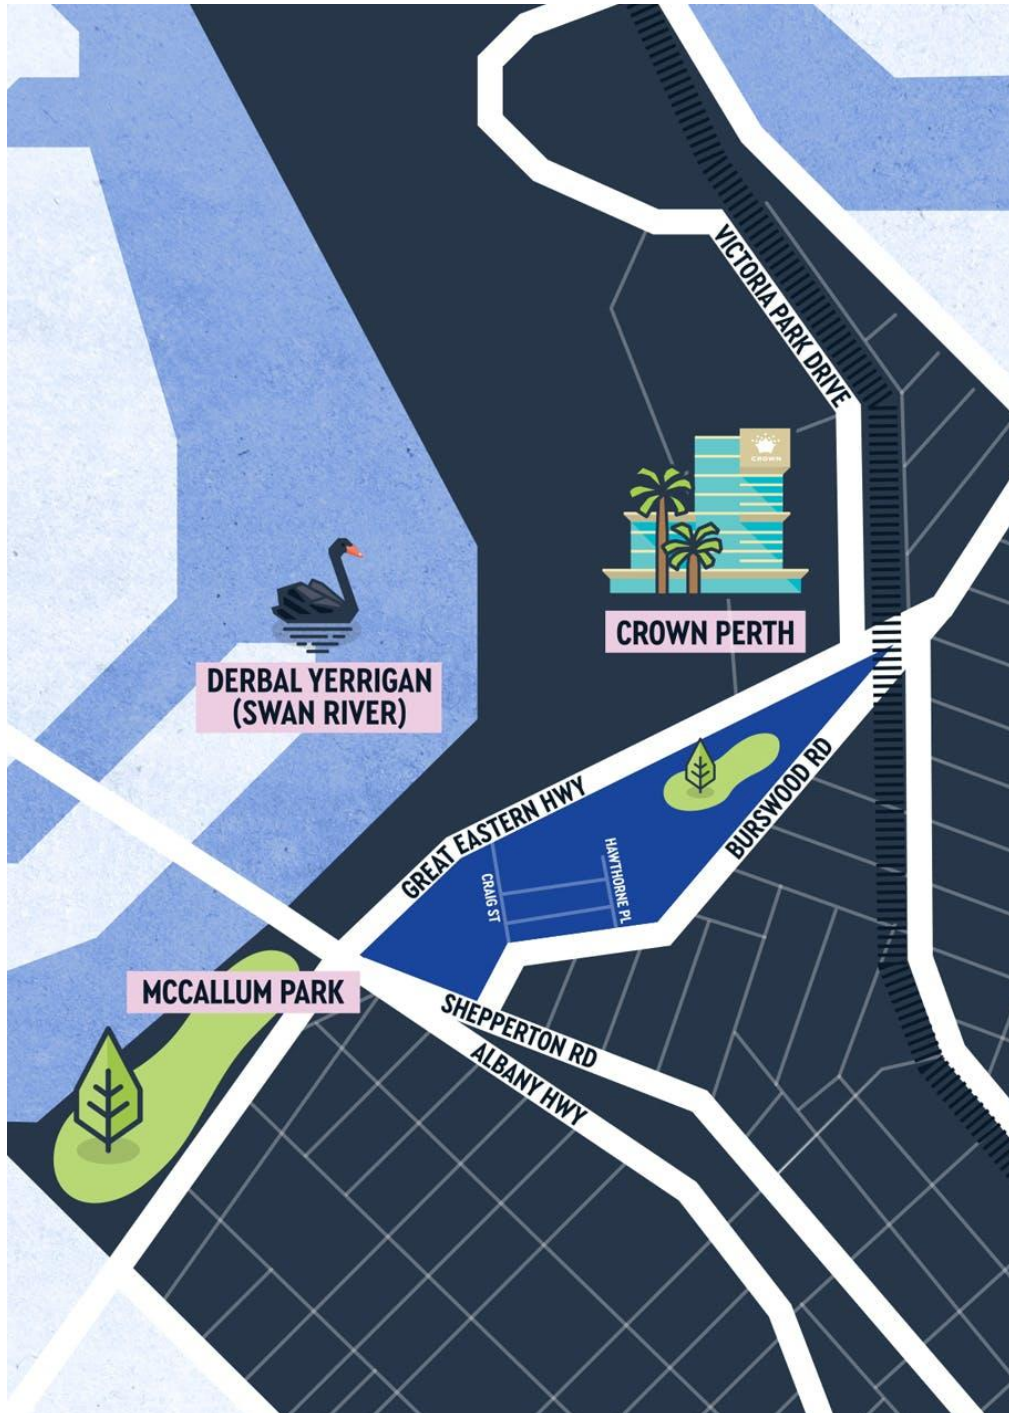 VICTORIA PARK DRIVE
CROWN
CROWN PERTH
DERBAL YERRIGAN
(SWAN RIVER)
GREAT EASTERN HWY
BURSWOOD RD
HAWTHORNE PL
CRAIG ST
MCCALLUM PARK
SHEPPERTON RD
ALBANY HWY